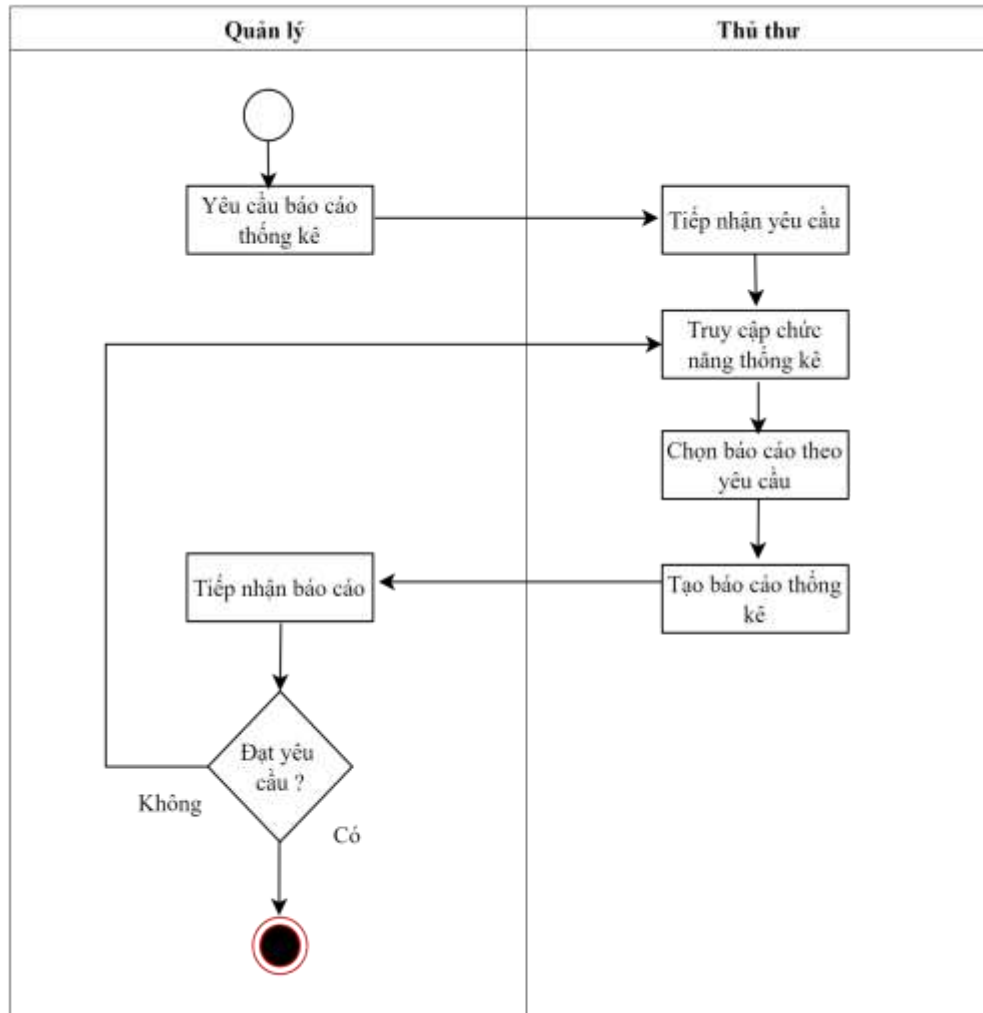 Quản lý
Thủ thư
Yêu cầu báo cáo
thống kê
Tiếp nhận yêu cầu
Truy cập chức
năng thống kê
Chọn báo cáo theo
yêu cầu
Tiếp nhận báo cáo
Tạo báo cáo thống
kê
Đạt yêu
cầu ?
Không
Có